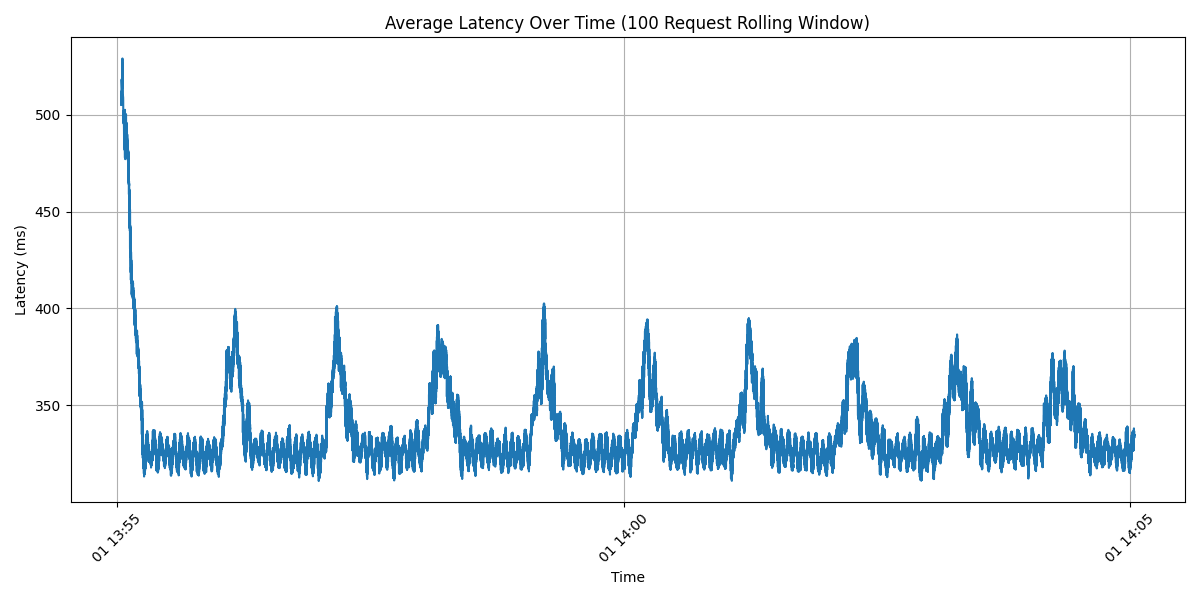 Average Latency Over Time (100 Request Rolling Window)
Latency (ms)
500
450
400
350
01 13:55
01 14:00
01 14:05
Time